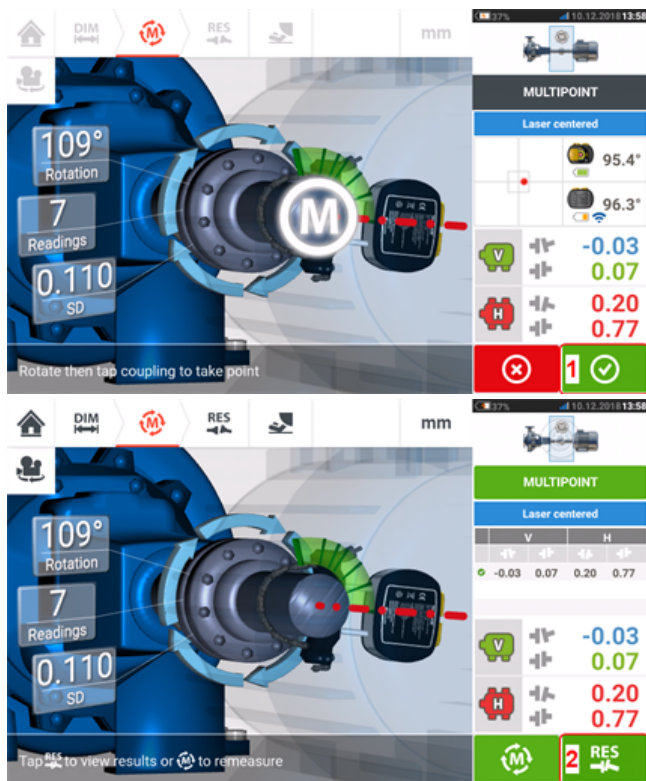 DIM
M
RES
mm
37%
10.12.2018 13:58
109°
Rotation
7
Readings
0.110
SD
M
Rotate then tap coupling to take point
MULTIPOINT
Laser centered
95.4°
96.3°
V
-0.03
0.07
H
0.20
0.77
1
DIM
M
RES
mm
37%
10.12.2018 13:58
109°
Rotation
7
Readings
0.110
SD
Tap RES to view results or M to remeasure
MULTIPOINT
Laser centered
V H
-0.03 0.07 0.20 0.77
V
-0.03
0.07
H
0.20
0.77
M
2 RES